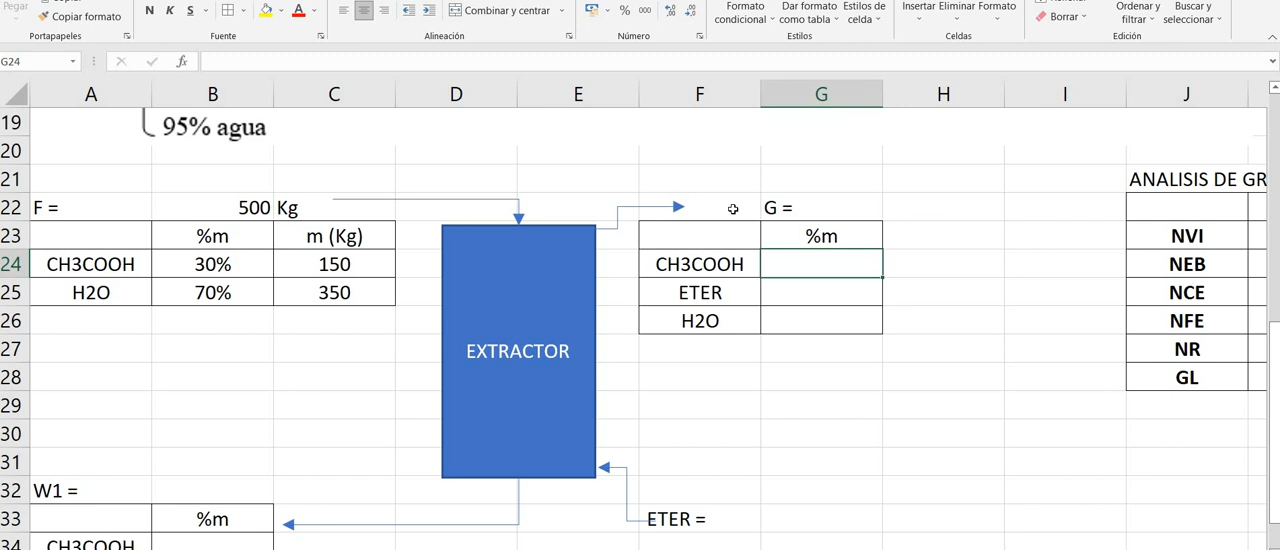 Pegar
Copiar formato
N K S
A
Combinar y centrar
% 000
Formato condicional
Dar formato como tabla
Estilos de celda
Insertar Eliminar Formato
Borrar
Ordenar y filtrar
Buscar y seleccionar
Portapapeles
Fuente
Alineación
Número
Estilos
Celdas
Edición
G24
fx
A B C D E F G H I J
19 95% agua
20
21 ANALISIS DE GR
22 F = 500 Kg G =
23 %m m (Kg) %m NVI
24 CH3COOH 30% 150 CH3COOH NEB
25 H2O 70% 350 ETER NCE
26 H2O NFE
27 EXTRACTOR NR
28 GL
29
30
31
32 W1 =
33 %m ETER =
34 CH3COOH